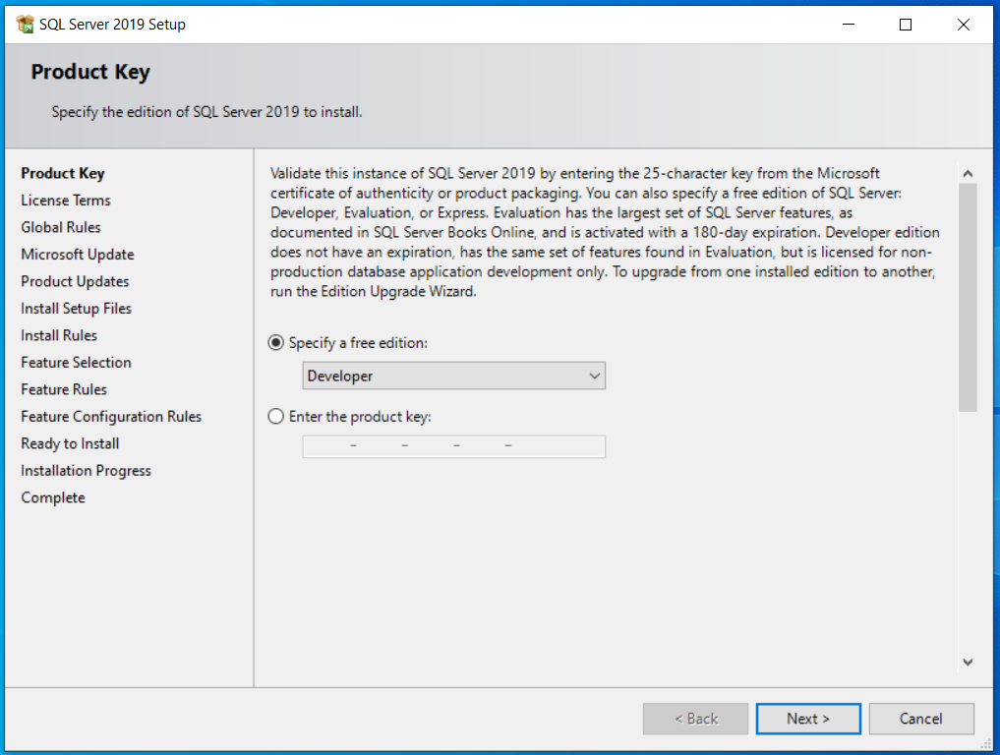 SQL Server 2019 Setup
Product Key
Specify the edition of SQL Server 2019 to install.
Product Key
License Terms
Global Rules
Microsoft Update
Product Updates
Install Setup Files
Install Rules
Feature Selection
Feature Rules
Feature Configuration Rules
Ready to Install
Installation Progress
Complete
Validate this instance of SQL Server 2019 by entering the 25-character key from the Microsoft
certificate of authenticity or product packaging. You can also specify a free edition of SQL Server:
Developer, Evaluation, or Express. Evaluation has the largest set of SQL Server features, as
documented in SQL Server Books Online, and is activated with a 180-day expiration. Developer edition
does not have an expiration, has the same set of features found in Evaluation, but is licensed for non-
production database application development only. To upgrade from one installed edition to another,
run the Edition Upgrade Wizard.
Specify a free edition:
Developer
Enter the product key:
- - - -
< Back
Next >
Cancel